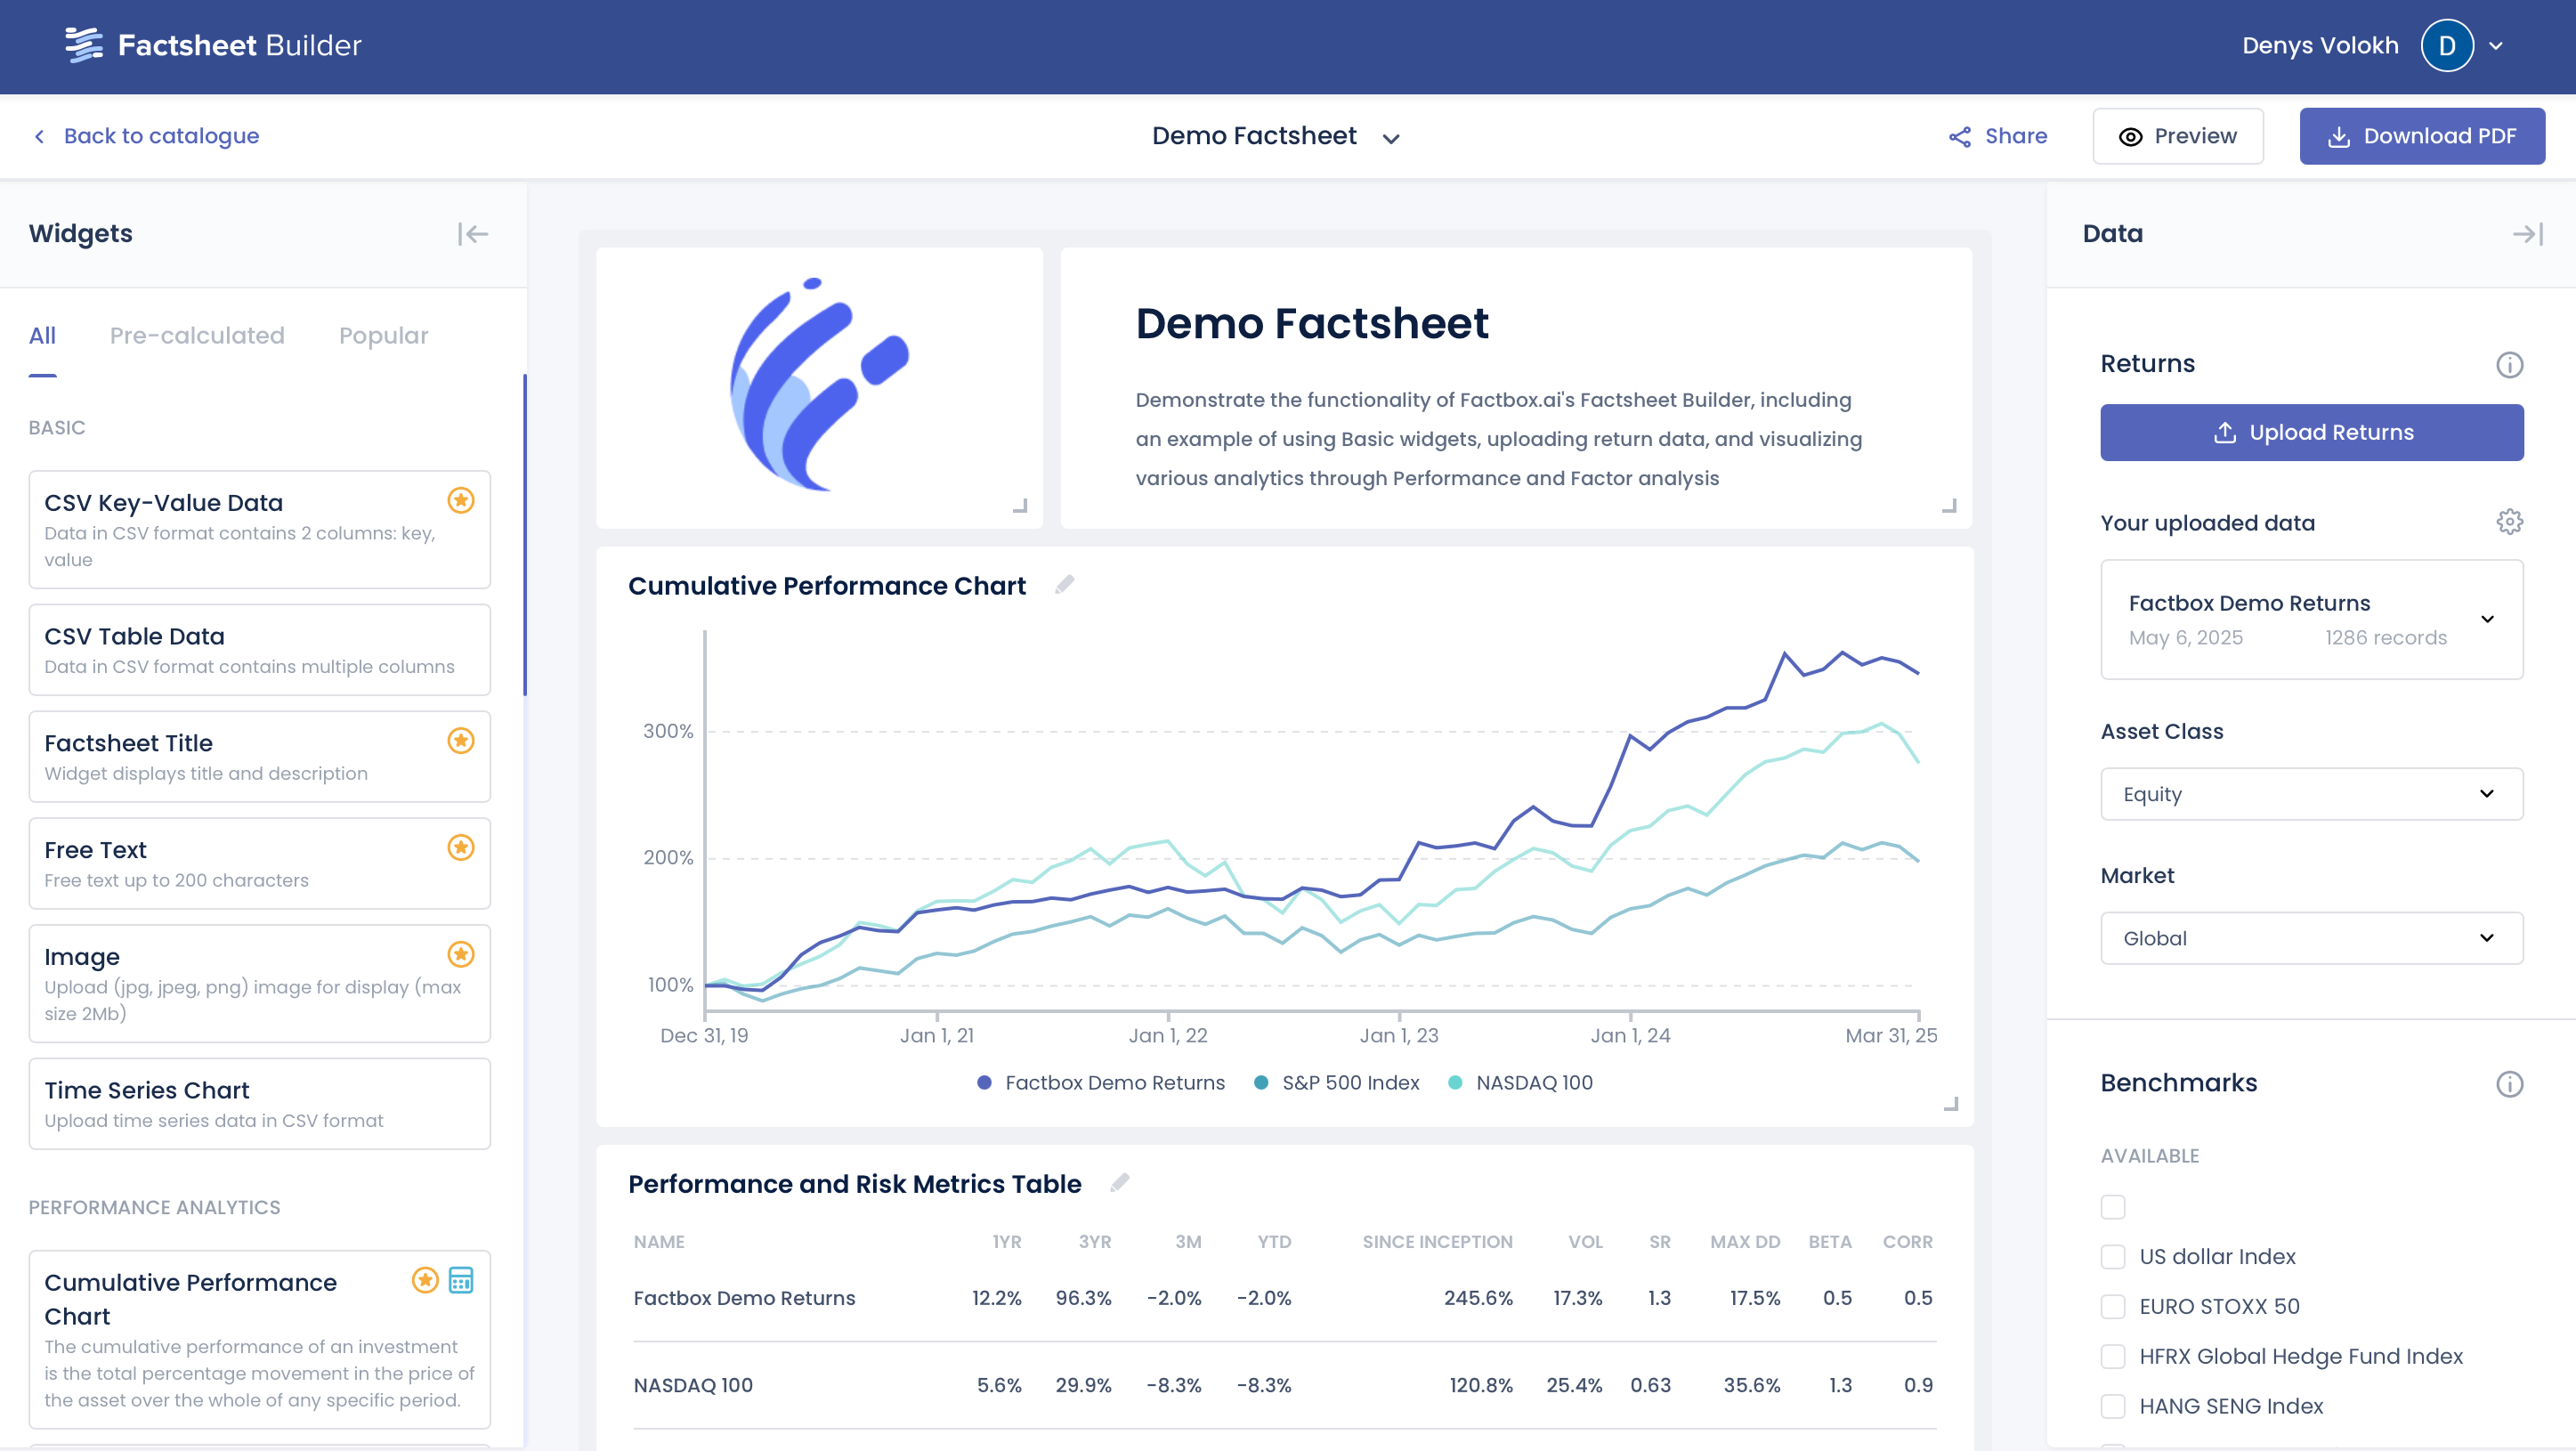 Factsheet Builder
Denys Volokh
D
Back to catalogue
Demo Factsheet
Share
Preview
Download PDF
Widgets
All
Pre-calculated
Popular
BASIC
CSV Key-Value Data
Data in CSV format contains 2 columns: key,
value
CSV Table Data
Data in CSV format contains multiple columns
Factsheet Title
Widget displays title and description
Free Text
Free text up to 200 characters
Image
Upload (jpg, jpeg, png) image for display (max
size 2Mb)
Time Series Chart
Upload time series data in CSV format
PERFORMANCE ANALYTICS
Cumulative Performance
Chart
The cumulative performance of an investment
is the total percentage movement in the price of
the asset over the whole of any specific period.
Demo Factsheet
Demonstrate the functionality of Factbox.ai's Factsheet Builder, including
an example of using Basic widgets, uploading return data, and visualizing
various analytics through Performance and Factor analysis
Cumulative Performance Chart
300%
200%
100%
Dec 31, 19
Jan 1, 21
Jan 1, 22
Jan 1, 23
Jan 1, 24
Mar 31, 25
Factbox Demo Returns
S&P 500 Index
NASDAQ 100
Performance and Risk Metrics Table
NAME 1YR 3YR 3M YTD SINCE INCEPTION VOL SR MAX DD BETA CORR
Factbox Demo Returns 12.2% 96.3% -2.0% -2.0% 245.6% 17.3% 1.3 17.5% 0.5 0.5
NASDAQ 100 5.6% 29.9% -8.3% -8.3% 120.8% 25.4% 0.63 35.6% 1.3 0.9
Data
Returns
Upload Returns
Your uploaded data
Factbox Demo Returns
May 6, 2025
1286 records
Asset Class
Equity
Market
Global
Benchmarks
AVAILABLE
US dollar Index
EURO STOXX 50
HFRX Global Hedge Fund Index
HANG SENG Index